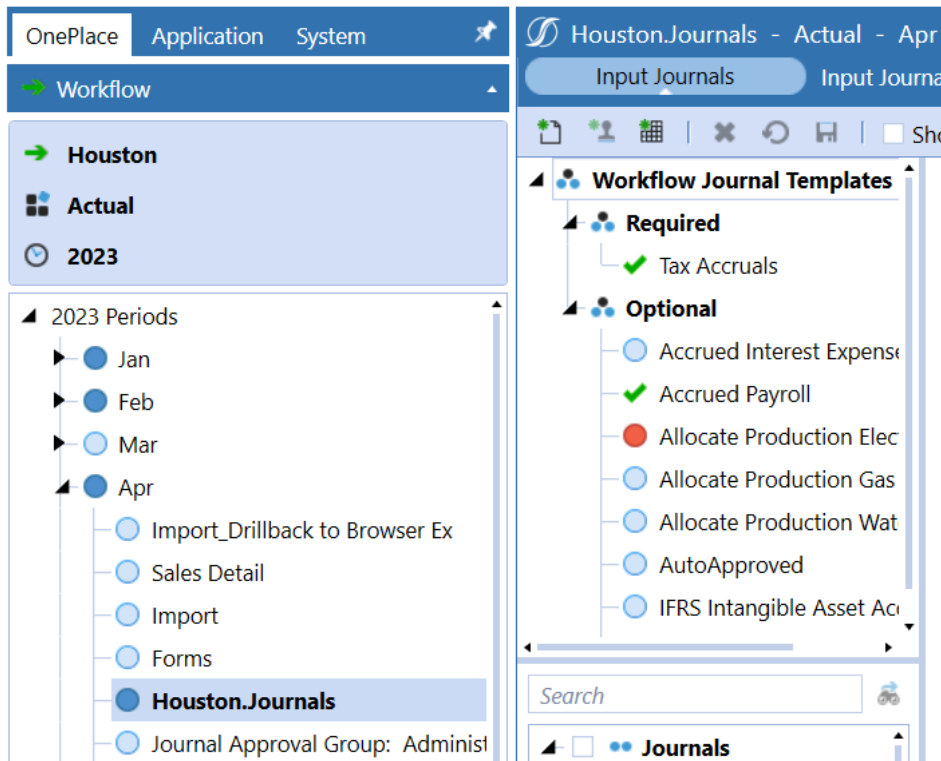 OnePlace Application System
Workflow
Houston
Actual
2023
2023 Periods
Jan
Feb
Mar
Apr
Import_Drillback to Browser Ex
Sales Detail
Import
Forms
Houston.Journals
Journal Approval Group: Administ
Houston.Journals - Actual - Apr
Input Journals Input Journa
Sho
Workflow Journal Templates
Required
Tax Accruals
Optional
Accrued Interest Expense
Accrued Payroll
Allocate Production Elec
Allocate Production Gas
Allocate Production Wat
AutoApproved
IFRS Intangible Asset Acc
Search
Journals